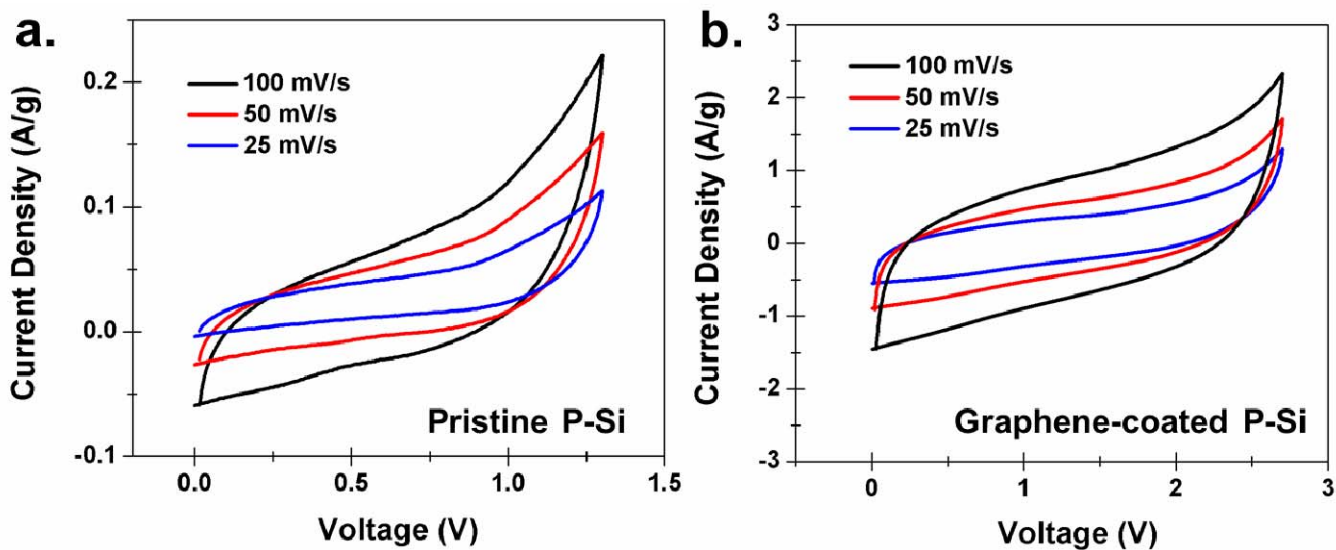 a.
100 mV/s
50 mV/s
25 mV/s
Current Density (A/g)
0.2
0.1
0.0
-0.1
Pristine P-Si
0.0 0.5 1.0 1.5
Voltage (V)
b.
100 mV/s
50 mV/s
25 mV/s
Current Density (A/g)
3
2
1
0
-1
-2
-3
Graphene-coated P-Si
0 1 2 3
Voltage (V)